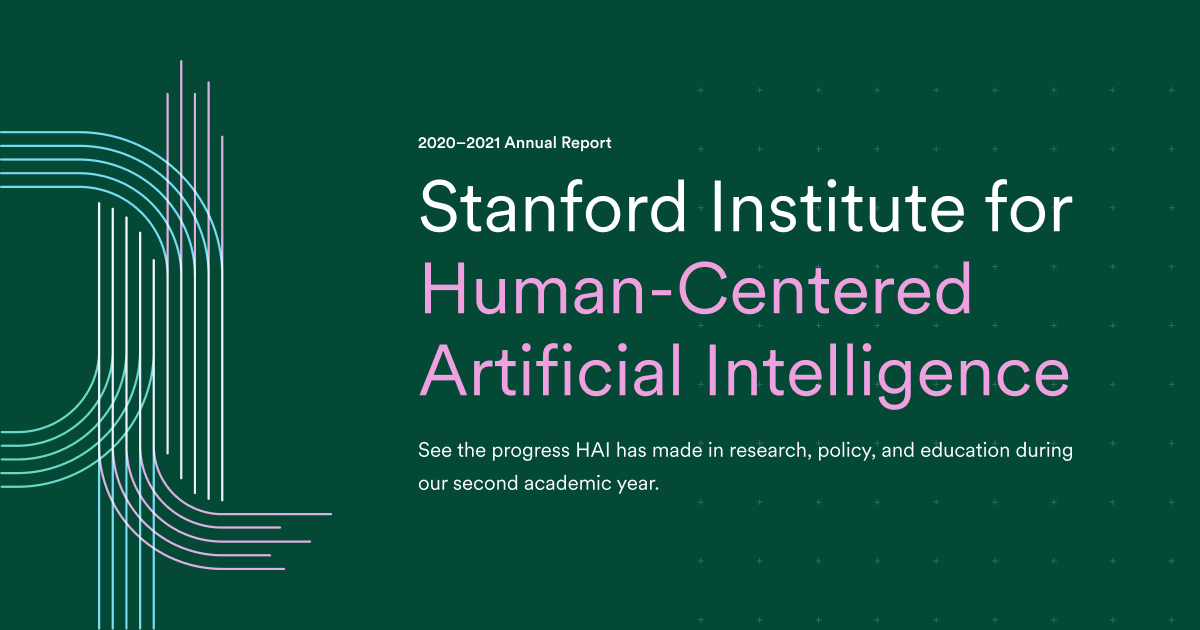 2020–2021 Annual Report
Stanford Institute for
Human-Centered
Artificial Intelligence
See the progress HAI has made in research, policy, and education during
our second academic year.